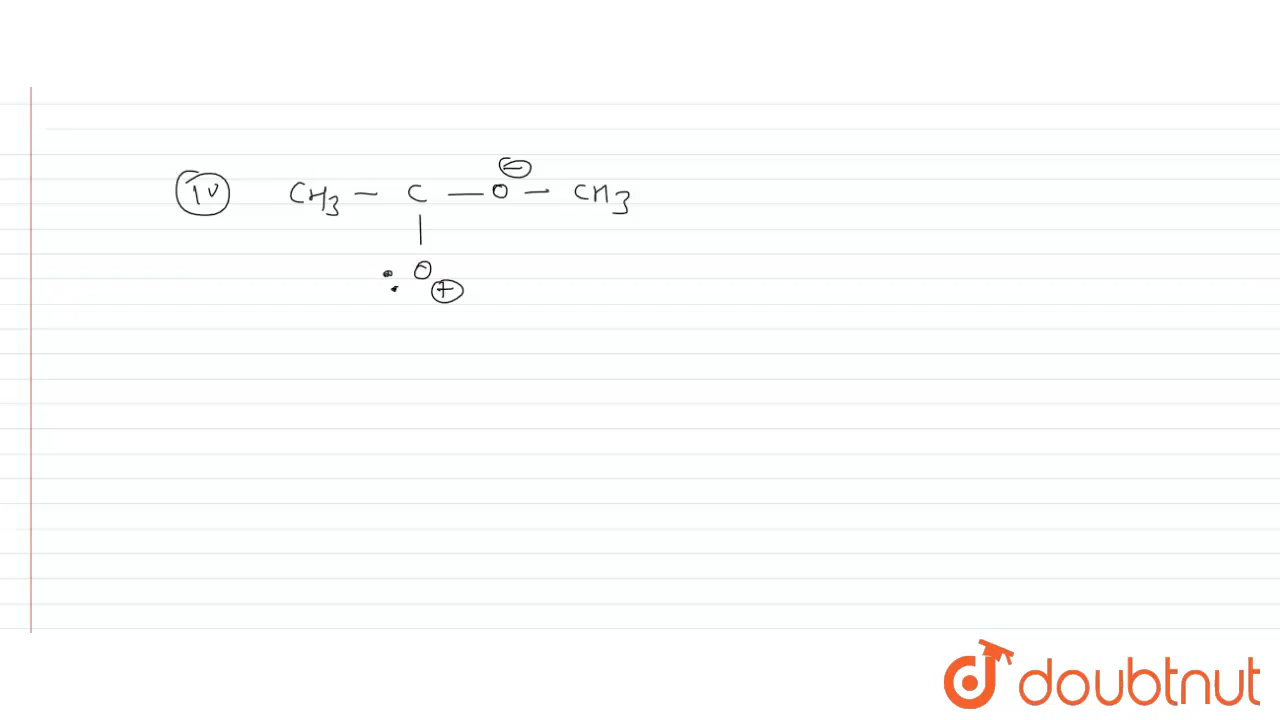 IV CH3 - C - O⊖ - CH3
|
: O ⊕
doubtnut